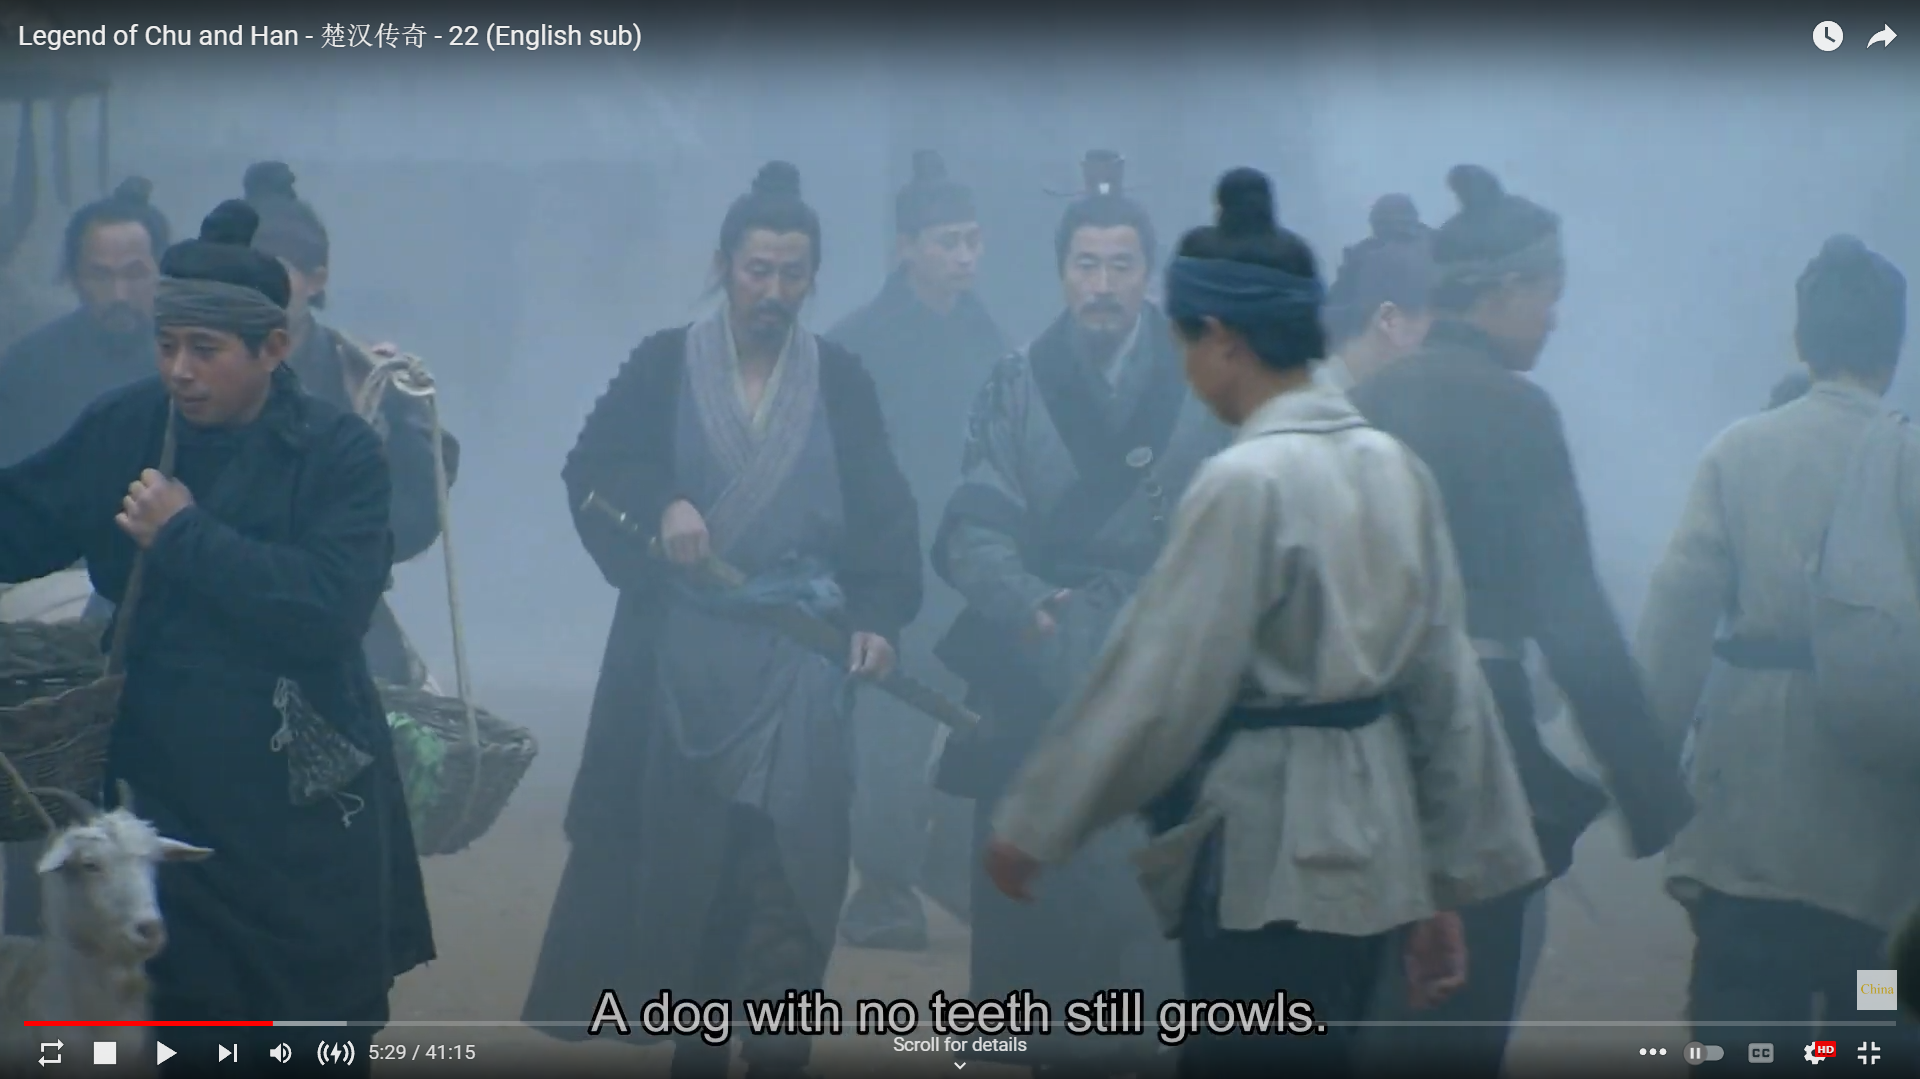 Legend of Chu and Han - 楚汉传奇 - 22 (English sub)
China
A dog with no teeth still growls.
Scroll for details
5:29 / 41:15
CC
HD